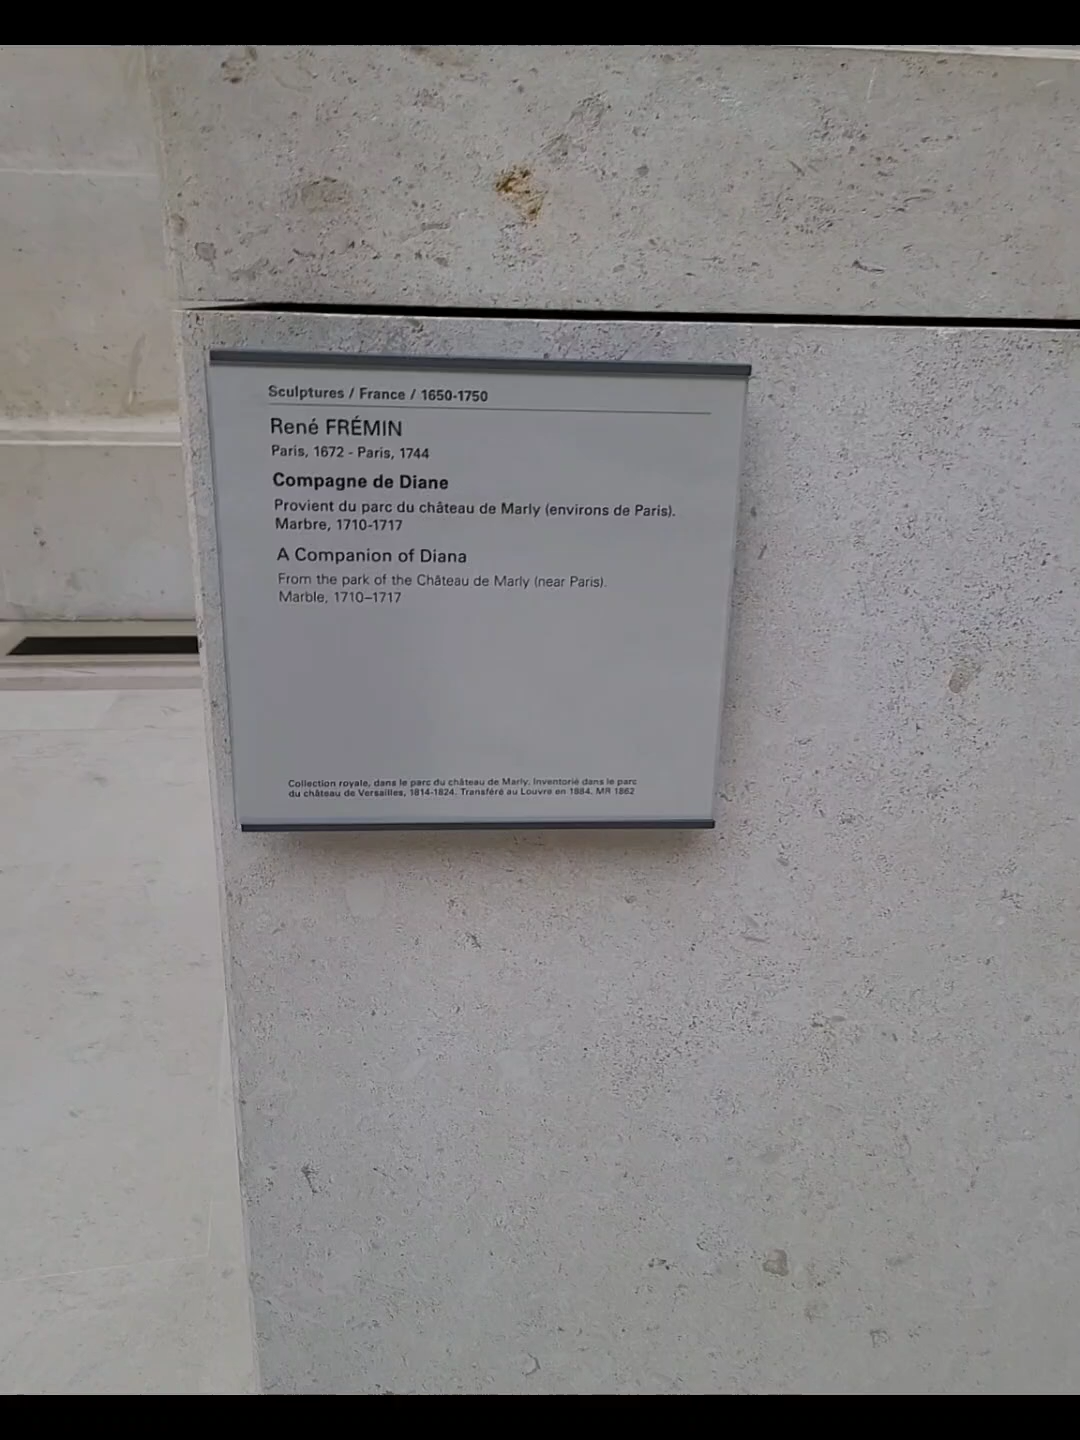 Sculptures / France / 1650-1750
René FRÉMIN
Paris, 1672 - Paris, 1744
Compagne de Diane
Provient du parc du château de Marly (environs de Paris).
Marbre, 1710-1717
A Companion of Diana
From the park of the Château de Marly (near Paris).
Marble, 1710–1717
Collection royale, dans le parc du château de Marly. Inventorié dans le parc
du château de Versailles, 1814-1824. Transféré au Louvre en 1884. MR 1862